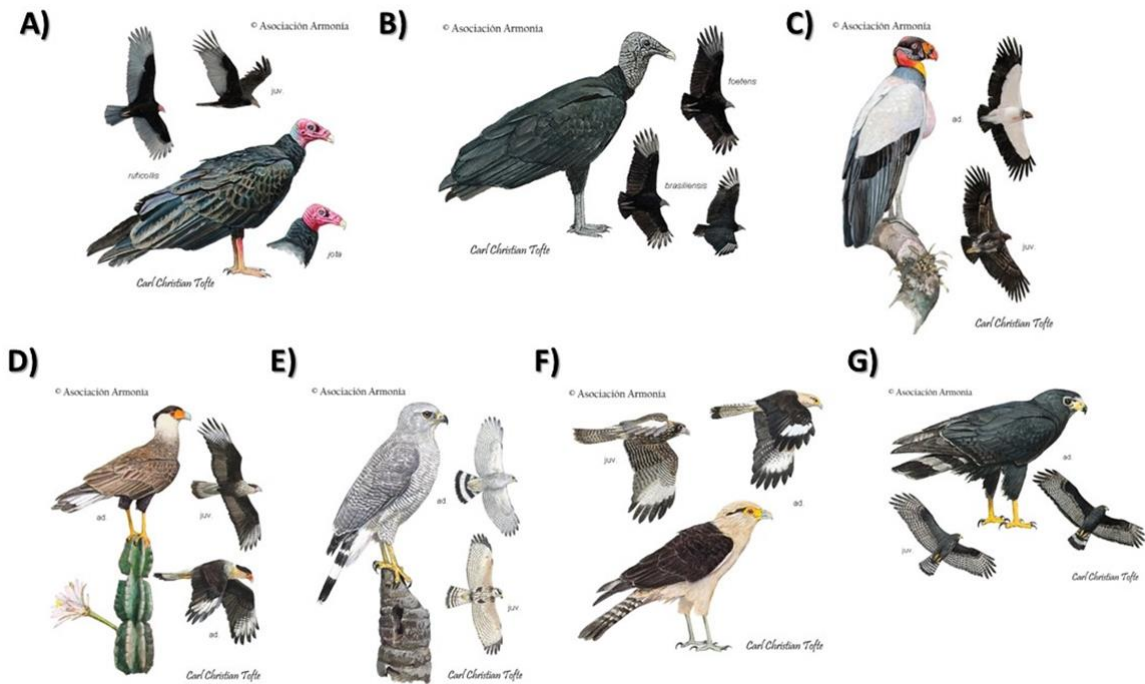 A)
© Asociación Armonía
juv.
ruficollis
jota
Carl Christian Tofte
B)
© Asociación Armonía
foetens
brasiliensis
Carl Christian Tofte
C)
© Asociación Armonía
ad.
juv.
Carl Christian Tofte
D)
© Asociación Armonía
ad.
juv.
ad.
Carl Christian Tofte
E)
© Asociación Armonía
ad.
juv.
Carl Christian Tofte
F)
© Asociación Armonía
juv.
ad.
Carl Christian Tofte
G)
© Asociación Armonía
ad.
juv.
Carl Christian Tofte